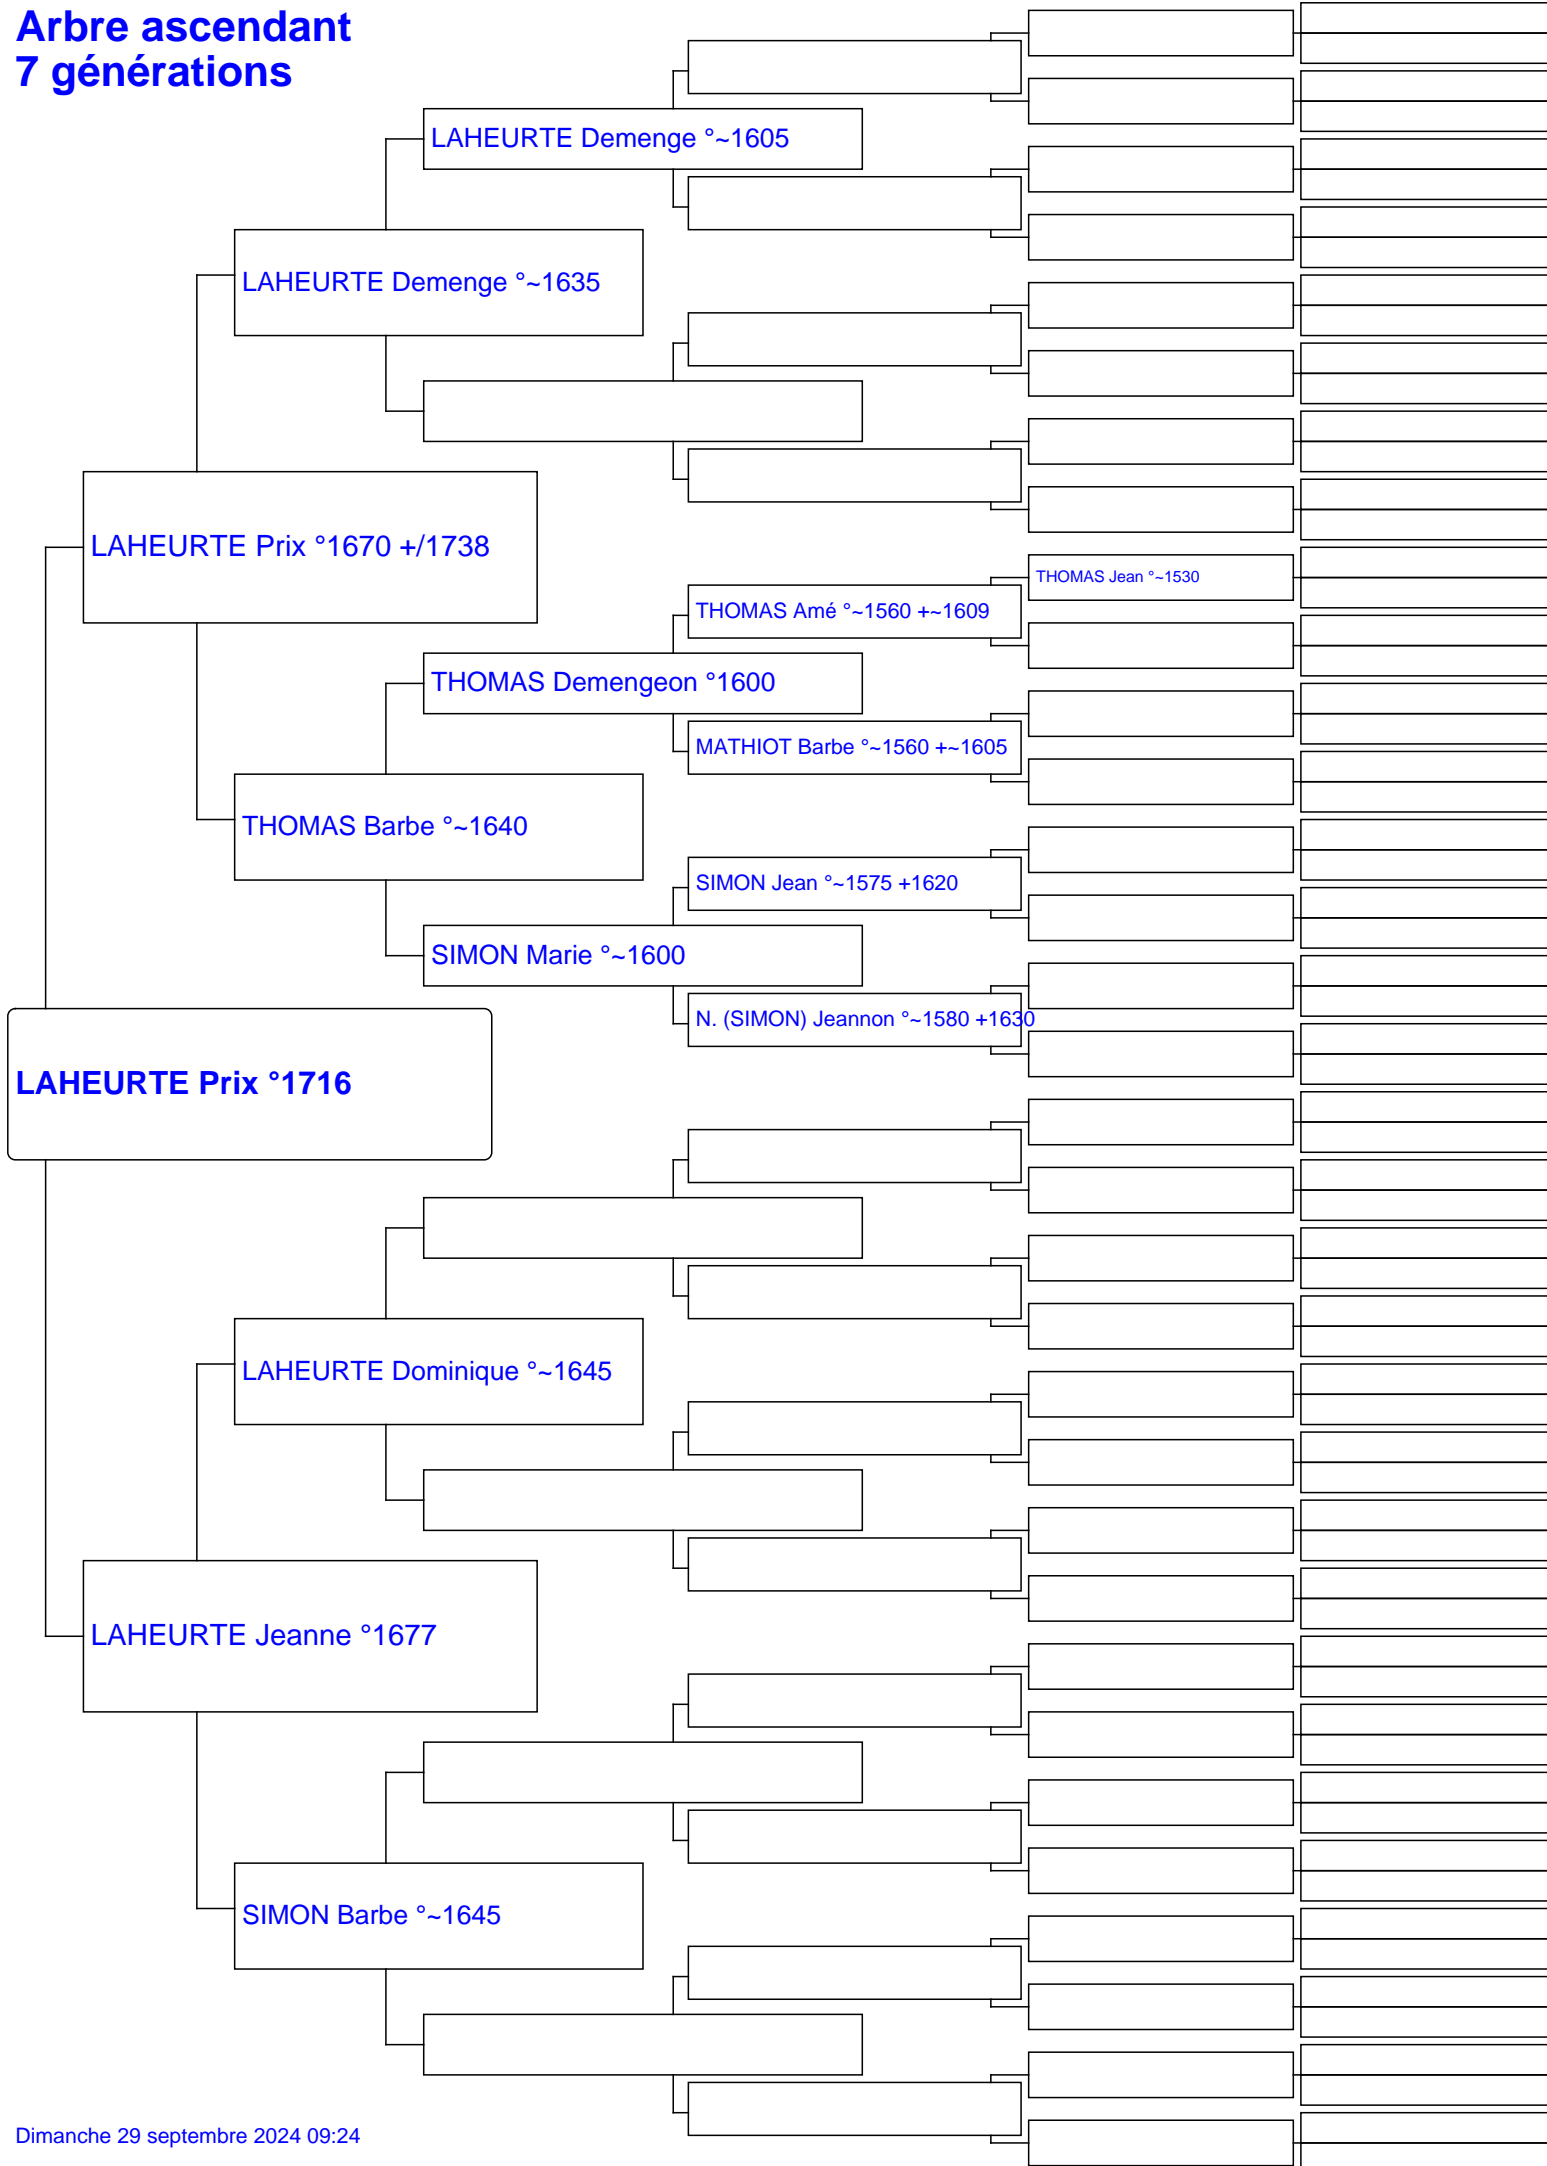 Arbre ascendant
7 générations
LAHEURTE Demenge °~1605
LAHEURTE Demenge °~1635
LAHEURTE Prix °1670 +/1738
THOMAS Jean °~1530
THOMAS Amé °~1560 +~1609
THOMAS Demengeon °1600
MATHIOT Barbe °~1560 +~1605
THOMAS Barbe °~1640
SIMON Jean °~1575 +1620
SIMON Marie °~1600
N. (SIMON) Jeannon °~1580 +1630
LAHEURTE Prix °1716
LAHEURTE Dominique °~1645
LAHEURTE Jeanne °1677
SIMON Barbe °~1645
Dimanche 29 septembre 2024 09:24